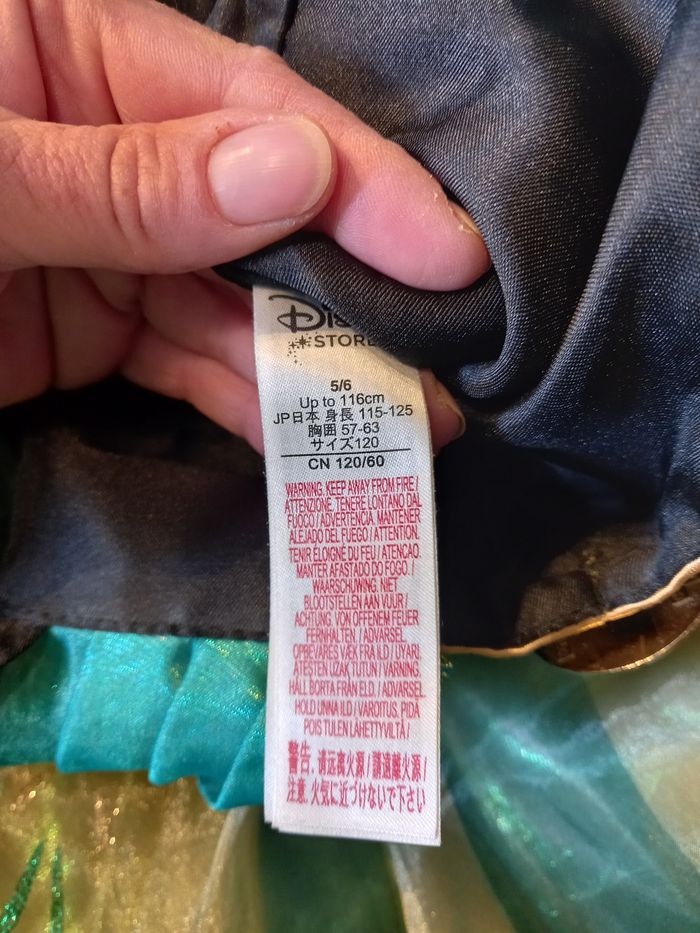 STORE
5/6
Up to 116cm
JP日本 身長 115-125
胸囲 57-63
サイズ120
CN 120/60
WARNING. KEEP AWAY FROM FIRE /
ATTENZIONE. TENERE LONTANO DAL
FUOCO / ADVERTENCIA. MANTENER
ALEJADO DEL FUEGO / ATTENTION.
TENIR ÉLOIGNÉ DU FEU / ATENCAO.
MANTER AFASTADO DO FOGO. /
WAARSCHUWING. NIET
BLOOTSTELLEN AAN VUUR /
ACHTUNG. VON OFFENEM FEUER
FERNHALTEN. / ADVARSEL.
OPBEVARES VÆK FRA ILD / UYARI.
ATESTEN UZAK TUTUN / VARNING.
HÅLL BORTA FRÅN ELD. / ADVARSEL.
HOLD UNNA ILD / VAROITUS. PIDÄ
POIS TULEN LÄHETTYVILTÄ /
警告. 请远离火源 / 請遠離火源 /
注意. 火気に近づけないで下さい